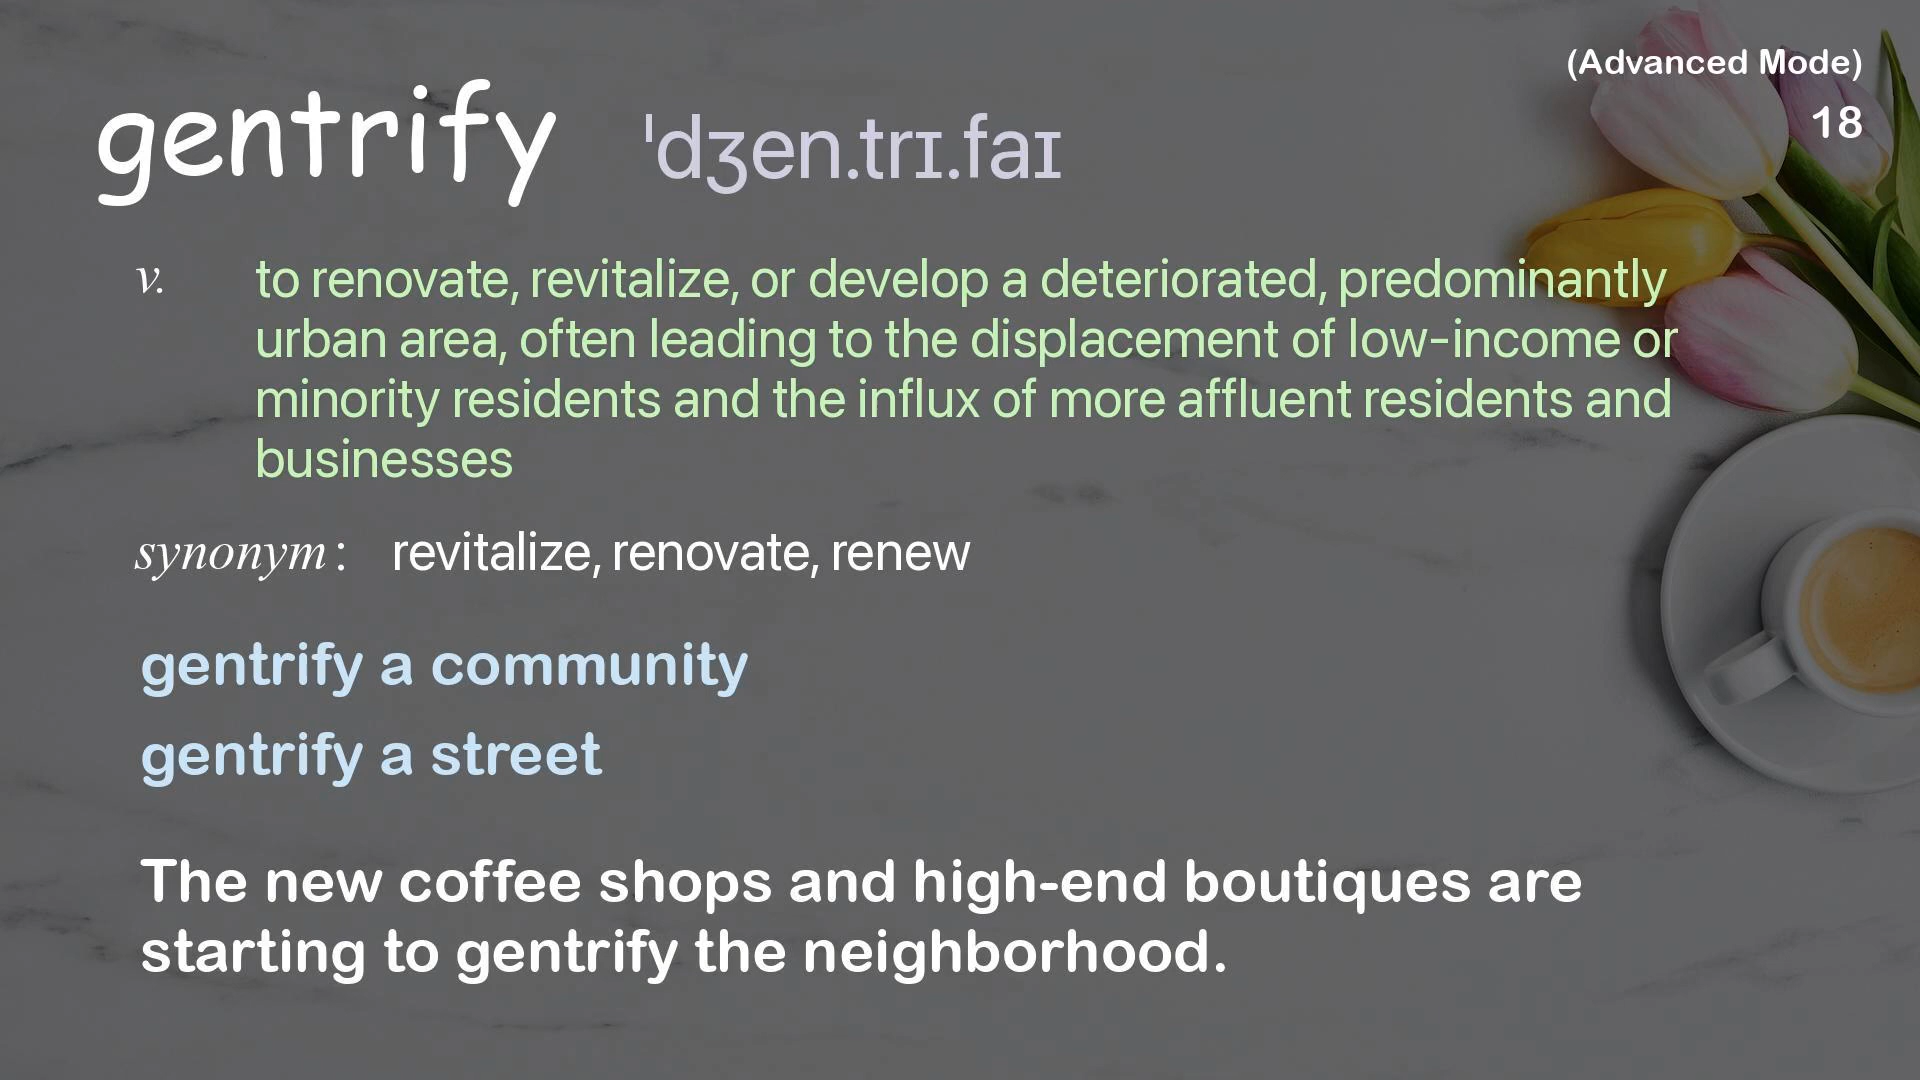 (Advanced Mode)
18
gentrify ˈdʒen.trɪ.faɪ
v. to renovate, revitalize, or develop a deteriorated, predominantly
urban area, often leading to the displacement of low-income or
minority residents and the influx of more affluent residents and
businesses
synonym: revitalize, renovate, renew
gentrify a community
gentrify a street
The new coffee shops and high-end boutiques are
starting to gentrify the neighborhood.